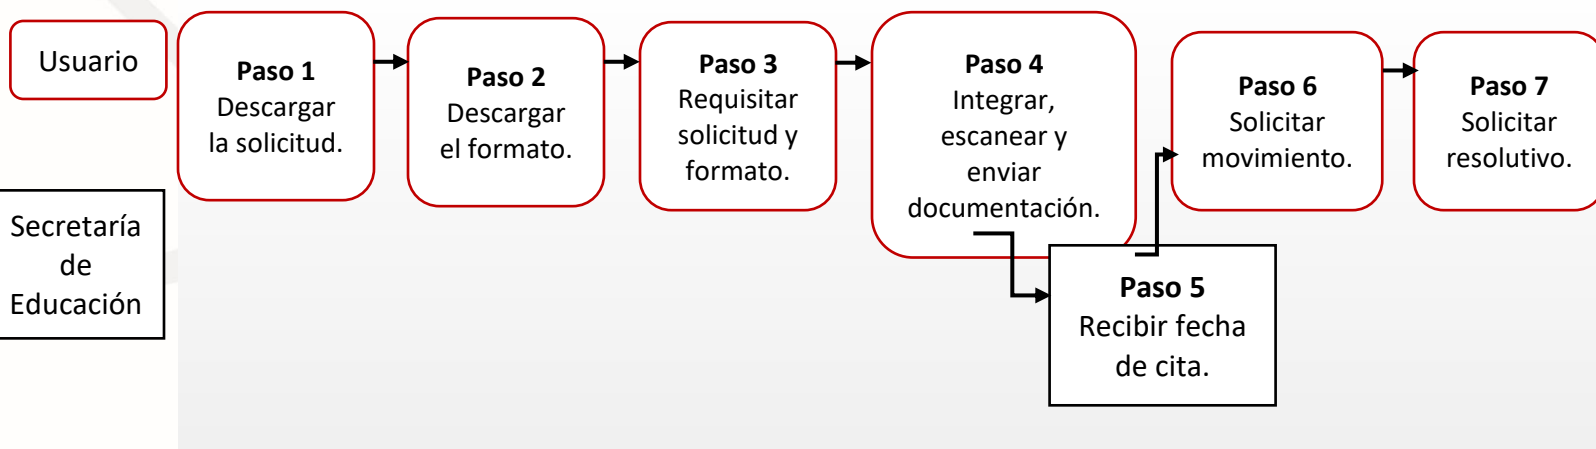 Usuario
Paso 1
Descargar
la solicitud.
Paso 2
Descargar
el formato.
Paso 3
Requisitar
solicitud y
formato.
Paso 4
Integrar,
escanear y
enviar
documentación.
Paso 6
Solicitar
movimiento.
Paso 7
Solicitar
resolutivo.
Secretaría
de
Educación
Paso 5
Recibir fecha
de cita.